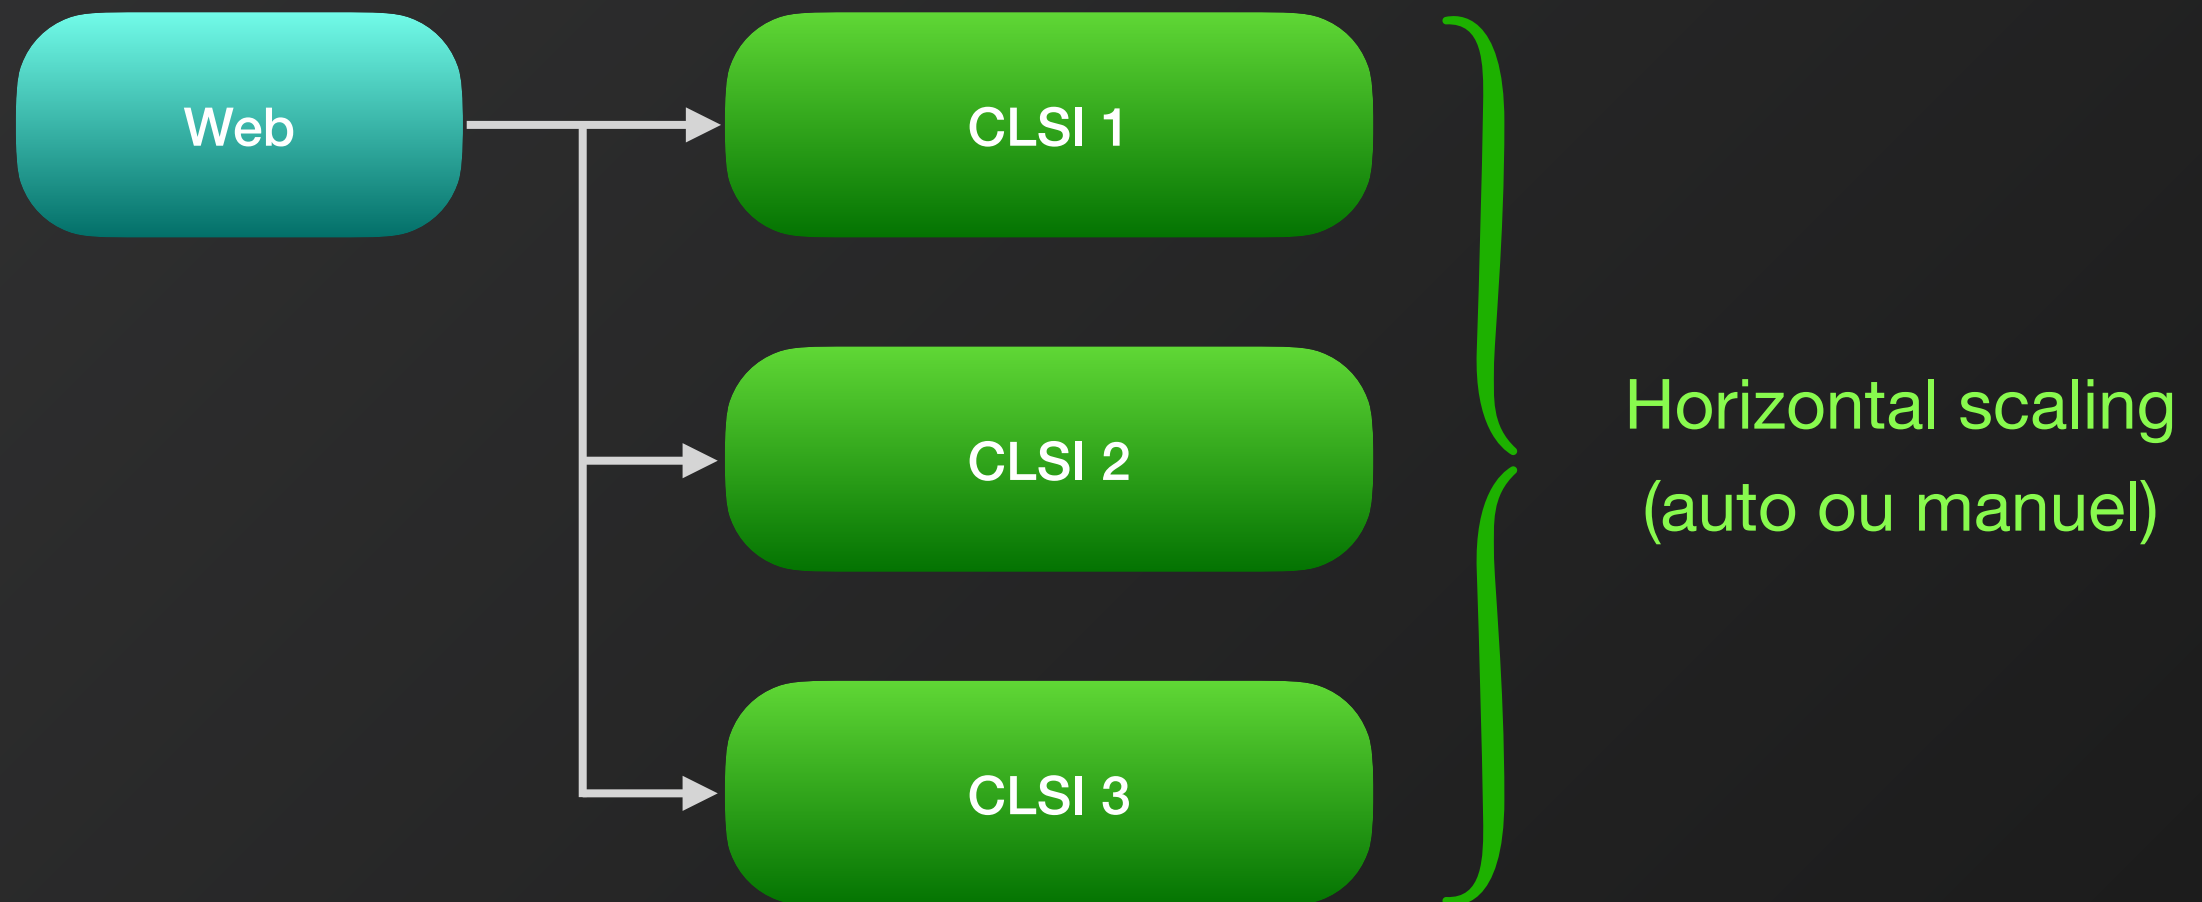 Web
CLSI 1
CLSI 2
CLSI 3
Horizontal scaling
(auto ou manuel)